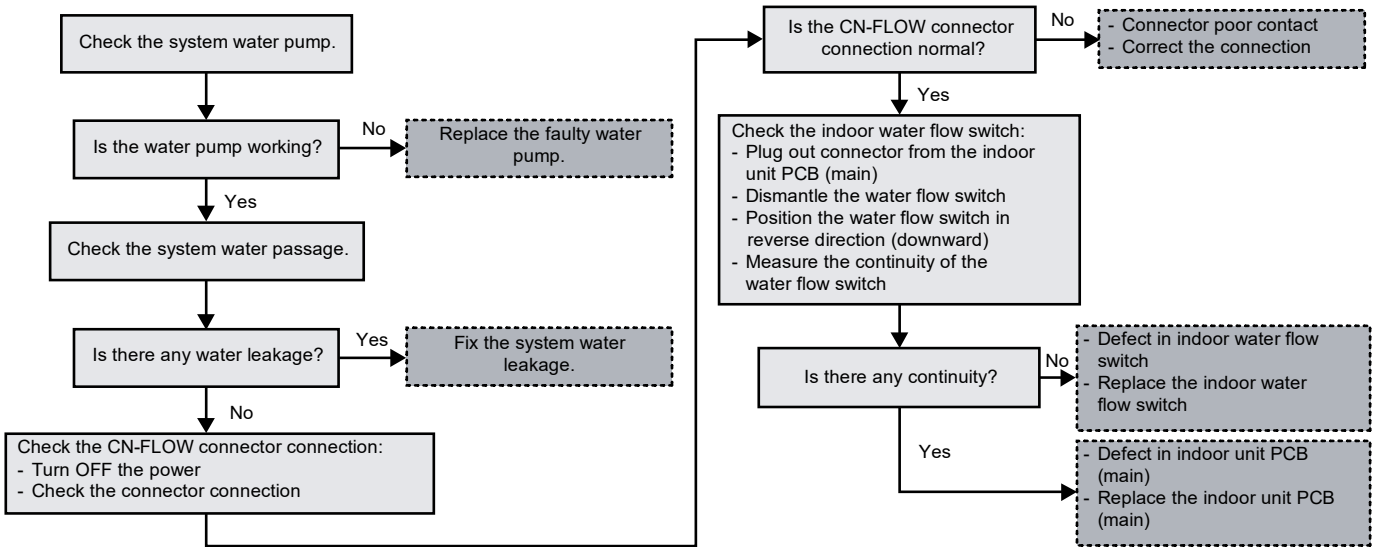 Check the system water pump.
Is the water pump working?
No
Replace the faulty water
pump.
Yes
Check the system water passage.
Is there any water leakage?
Yes
Fix the system water
leakage.
No
Check the CN-FLOW connector connection:
- Turn OFF the power
- Check the connector connection
Is the CN-FLOW connector
connection normal?
No
- Connector poor contact
- Correct the connection
Yes
Check the indoor water flow switch:
- Plug out connector from the indoor
unit PCB (main)
- Dismantle the water flow switch
- Position the water flow switch in
reverse direction (downward)
- Measure the continuity of the
water flow switch
Is there any continuity?
No
- Defect in indoor water flow
switch
- Replace the indoor water
flow switch
Yes
- Defect in indoor unit PCB
(main)
- Replace the indoor unit PCB
(main)